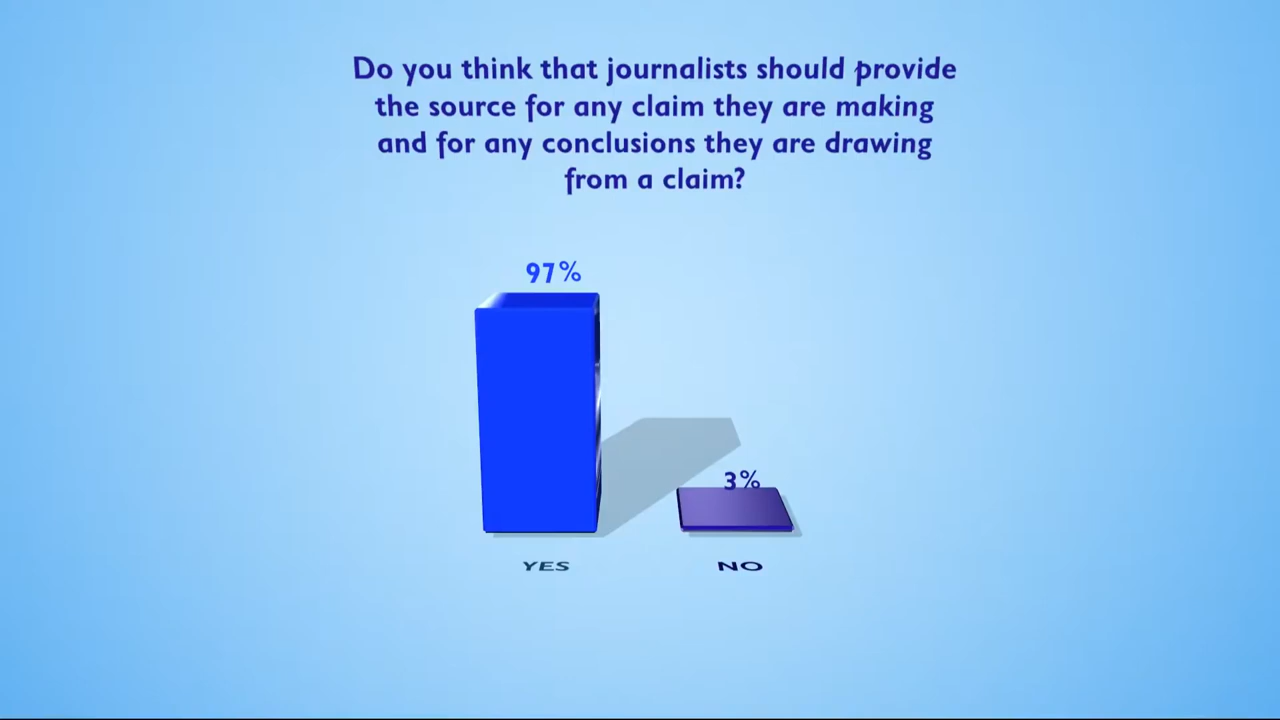 Do you think that journalists should provide
the source for any claim they are making
and for any conclusions they are drawing
from a claim?
97%
3%
YES NO